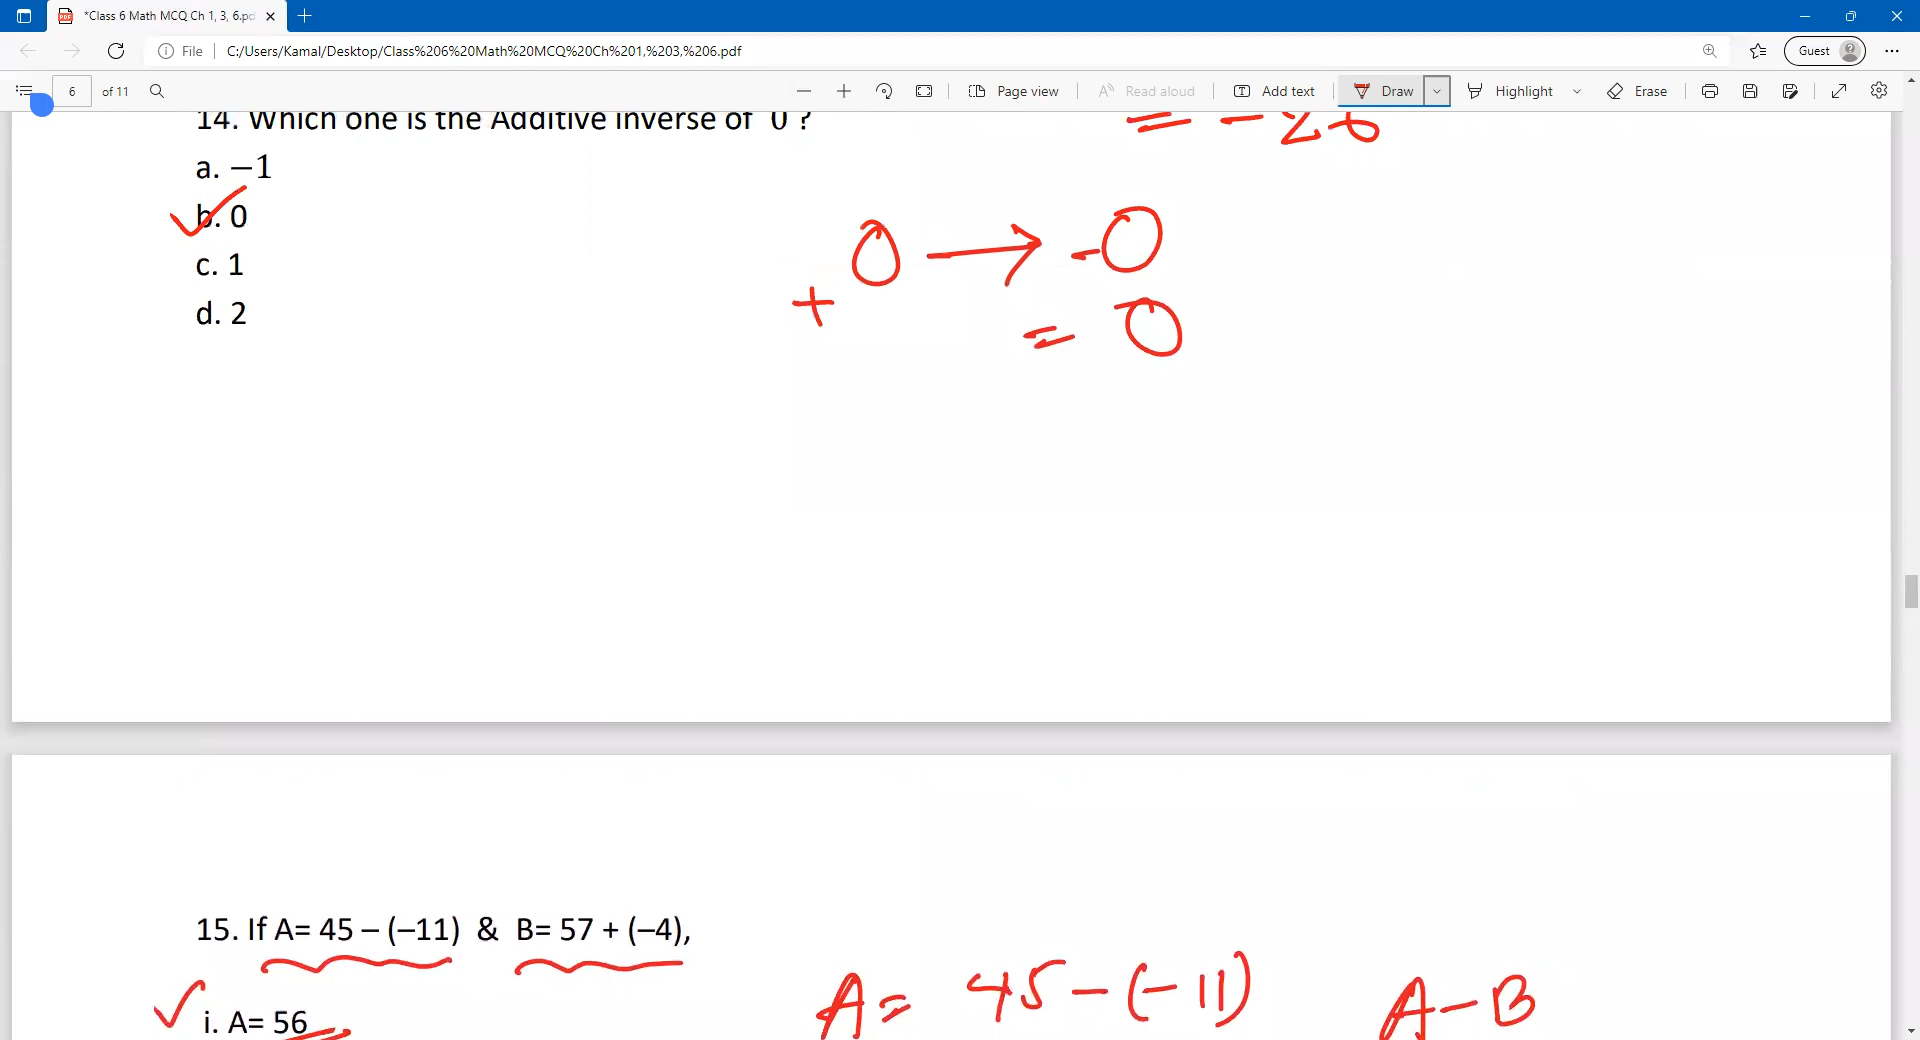 *Class 6 Math MCQ Ch 1, 3, 6.pd
File C:/Users/Kamal/Desktop/Class%206%20Math%20MCQ%20Ch%201,%203,%206.pdf Guest
6 of 11 Page view Read aloud Add text Draw Highlight Erase
14. Which one is the Additive inverse of 0 ?
= -26
a. −1
b. 0
c. 1
d. 2
0 → -0
+
= 0
15. If A= 45 – (–11) & B= 57 + (–4),
i. A= 56
A= 45-(-11)
A-B